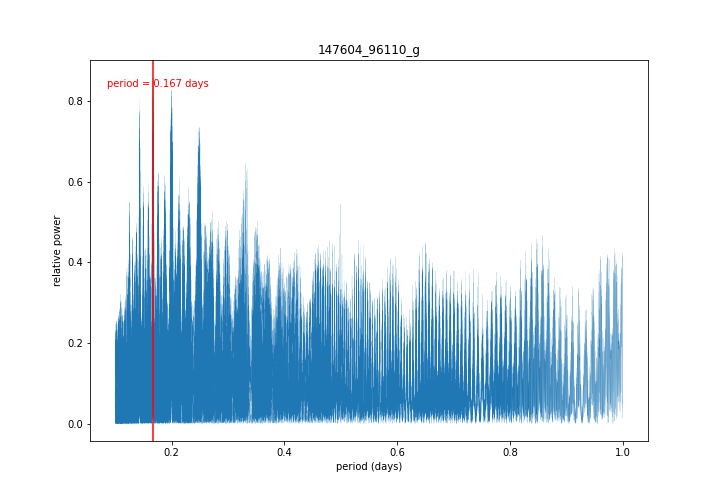 147604_96110_g
period = 0.167 days
relative power
0.8
0.6
0.4
0.2
0.0
0.2 0.4 0.6 0.8 1.0
period (days)